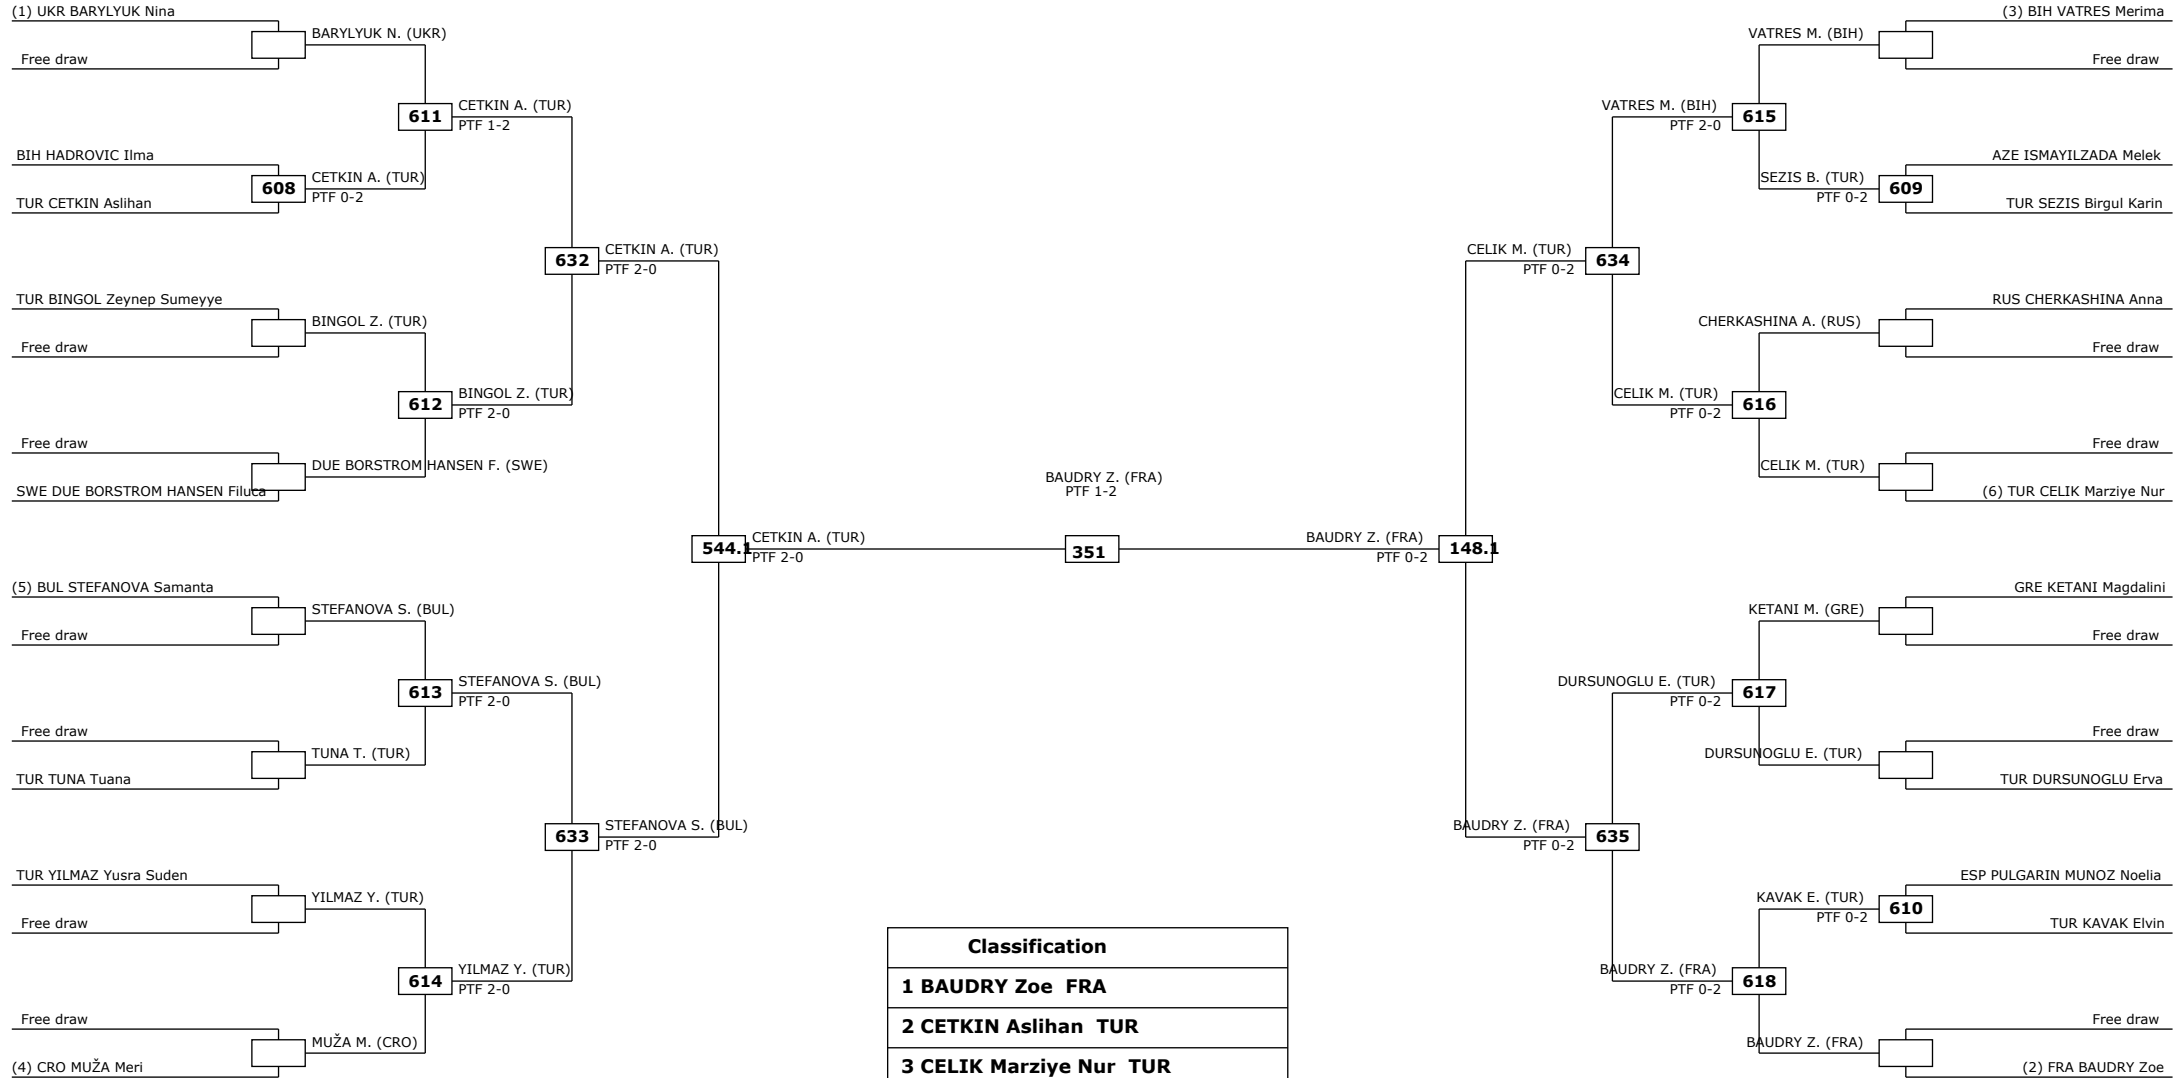 (1) UKR BARYLYUK Nina
BARYLYUK N. (UKR)
Free draw
611
CETKIN A. (TUR)
PTF 1-2
BIH HADROVIC Ilma
608
CETKIN A. (TUR)
PTF 0-2
TUR CETKIN Aslihan
632
CETKIN A. (TUR)
PTF 2-0
TUR BINGOL Zeynep Sumeyye
BINGOL Z. (TUR)
Free draw
612
BINGOL Z. (TUR)
PTF 2-0
Free draw
DUE BORSTROM HANSEN F. (SWE)
SWE DUE BORSTROM HANSEN Filuca
544.1
CETKIN A. (TUR)
PTF 2-0
(5) BUL STEFANOVA Samanta
STEFANOVA S. (BUL)
Free draw
613
STEFANOVA S. (BUL)
PTF 2-0
Free draw
TUNA T. (TUR)
TUR TUNA Tuana
633
STEFANOVA S. (BUL)
PTF 2-0
TUR YILMAZ Yusra Suden
YILMAZ Y. (TUR)
Free draw
614
YILMAZ Y. (TUR)
PTF 2-0
Free draw
MUŽA M. (CRO)
(4) CRO MUŽA Meri
BAUDRY Z. (FRA)
PTF 1-2
351
(3) BIH VATRES Merima
VATRES M. (BIH)
Free draw
VATRES M. (BIH)
PTF 2-0
615
AZE ISMAYILZADA Melek
SEZIS B. (TUR)
PTF 0-2
609
TUR SEZIS Birgul Karin
CELIK M. (TUR)
PTF 0-2
634
RUS CHERKASHINA Anna
CHERKASHINA A. (RUS)
Free draw
CELIK M. (TUR)
PTF 0-2
616
Free draw
CELIK M. (TUR)
(6) TUR CELIK Marziye Nur
BAUDRY Z. (FRA)
PTF 0-2
148.1
GRE KETANI Magdalini
KETANI M. (GRE)
Free draw
DURSUNOGLU E. (TUR)
PTF 0-2
617
Free draw
DURSUNOGLU E. (TUR)
TUR DURSUNOGLU Erva
BAUDRY Z. (FRA)
PTF 0-2
635
ESP PULGARIN MUNOZ Noelia
KAVAK E. (TUR)
PTF 0-2
610
TUR KAVAK Elvin
BAUDRY Z. (FRA)
PTF 0-2
618
Free draw
BAUDRY Z. (FRA)
(2) FRA BAUDRY Zoe
Classification
1 BAUDRY Zoe FRA
2 CETKIN Aslihan TUR
3 CELIK Marziye Nur TUR